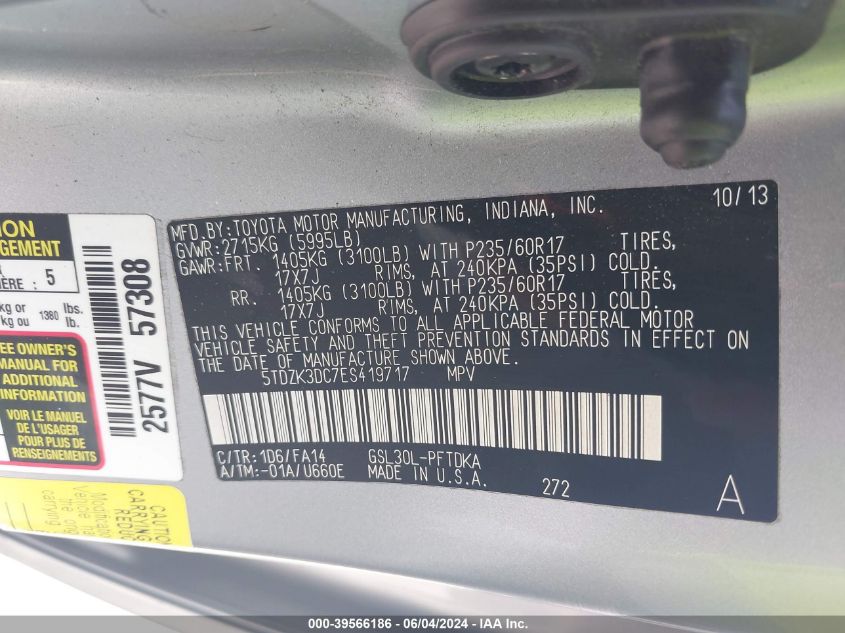 10/13
MFD.BY:TOYOTA MOTOR MANUFACTURING, INDIANA, INC.
GVWR:2715KG (5995LB)
GAWR:FRT. 1405KG (3100LB) WITH P235/60R17 TIRES,
17X7J RIMS, AT 240KPA (35PSI) COLD.
RR. 1405KG (3100LB) WITH P235/60R17 TIRES,
17X7J RIMS, AT 240KPA (35PSI) COLD.
THIS VEHICLE CONFORMS TO ALL APPLICABLE FEDERAL MOTOR
VEHICLE SAFETY AND THEFT PREVENTION STANDARDS IN EFFECT ON
THE DATE OF MANUFACTURE SHOWN ABOVE.
5TDZK3DC7ES419717 MPV
C/TR:1D6/FA14 GSL30L-PFTDKA
A/TM:-01A/U660E MADE IN U.S.A. 272 A
5
kg or 1380 lbs.
kg ou lb.
SEE OWNER'S
MANUAL FOR
INFORMATION
VOIR LE MANUEL
DE L'USAGER
POUR PLUS DE
RENSEIGNEMENTS
2577V 57308
CAUTION
CARRYING
000-39566186 - 06/04/2024 - IAA Inc.